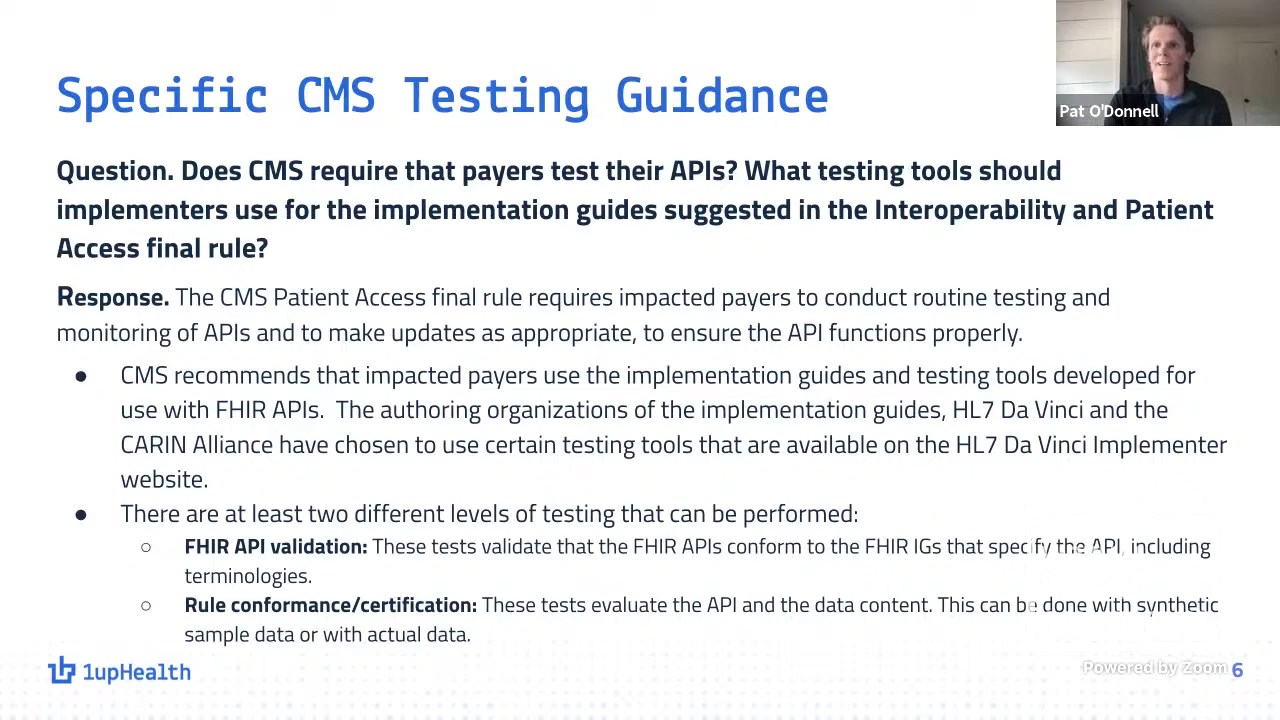 Specific CMS Testing Guidance
Pat O'Donnell
Question. Does CMS require that payers test their APIs? What testing tools should
implementers use for the implementation guides suggested in the Interoperability and Patient
Access final rule?
Response. The CMS Patient Access final rule requires impacted payers to conduct routine testing and
monitoring of APIs and to make updates as appropriate, to ensure the API functions properly.
● CMS recommends that impacted payers use the implementation guides and testing tools developed for
use with FHIR APIs. The authoring organizations of the implementation guides, HL7 Da Vinci and the
CARIN Alliance have chosen to use certain testing tools that are available on the HL7 Da Vinci Implementer
website.
● There are at least two different levels of testing that can be performed:
○ FHIR API validation: These tests validate that the FHIR APIs conform to the FHIR IGs that specify the API, including
terminologies.
○ Rule conformance/certification: These tests evaluate the API and the data content. This can be done with synthetic
sample data or with actual data.
1upHealth
Powered by Zoom
6